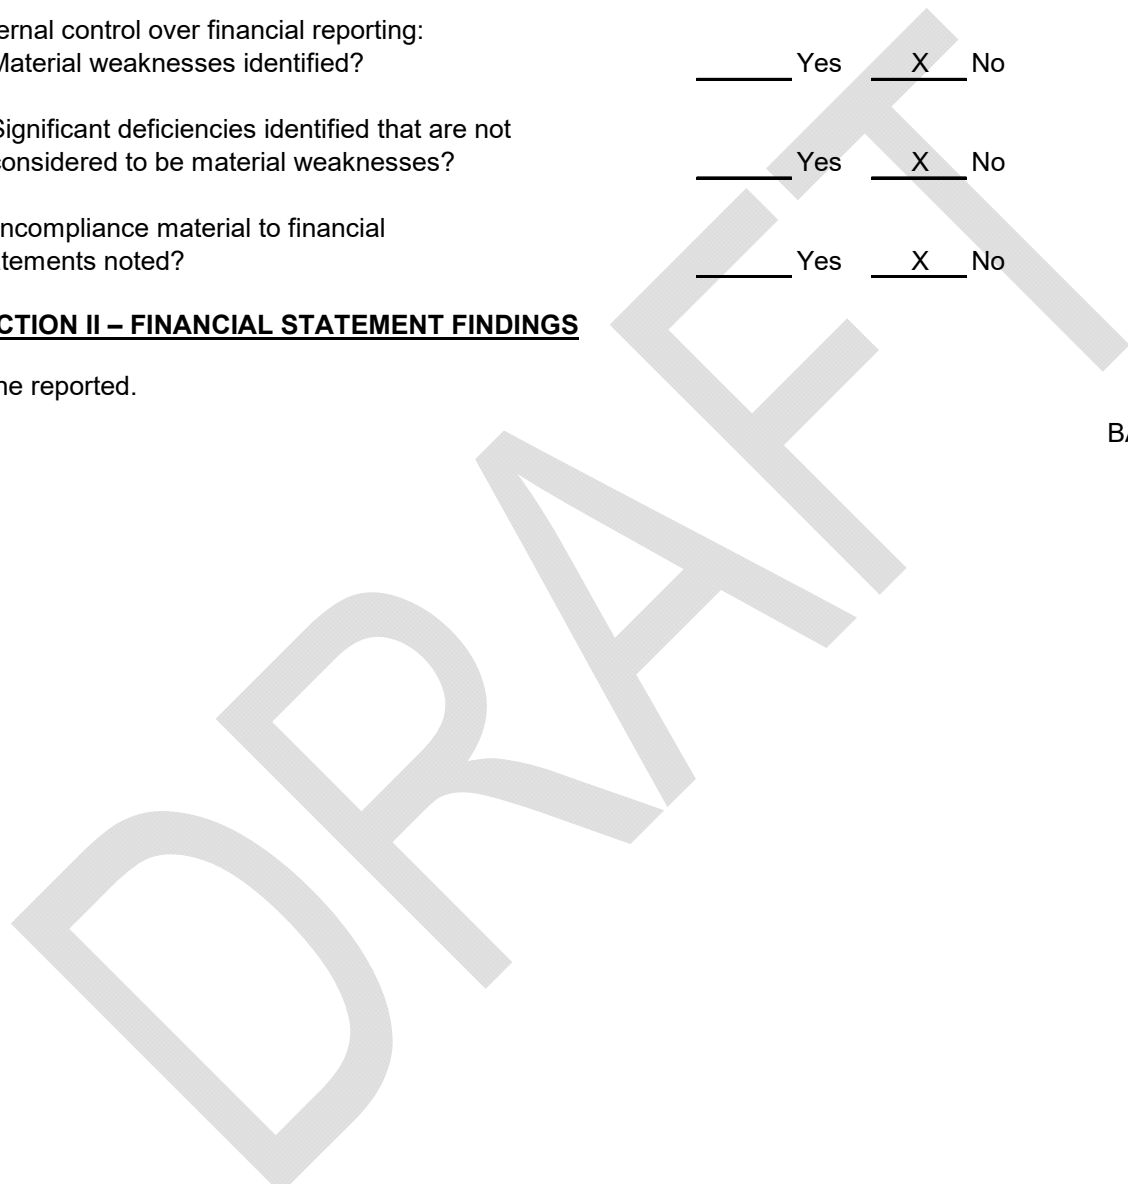 ernal control over financial reporting:
Material weaknesses identified? Yes X No
Significant deficiencies identified that are not
considered to be material weaknesses? Yes X No
ncompliance material to financial
tements noted? Yes X No
CTION II – FINANCIAL STATEMENT FINDINGS
ne reported.
BA
DRAFT